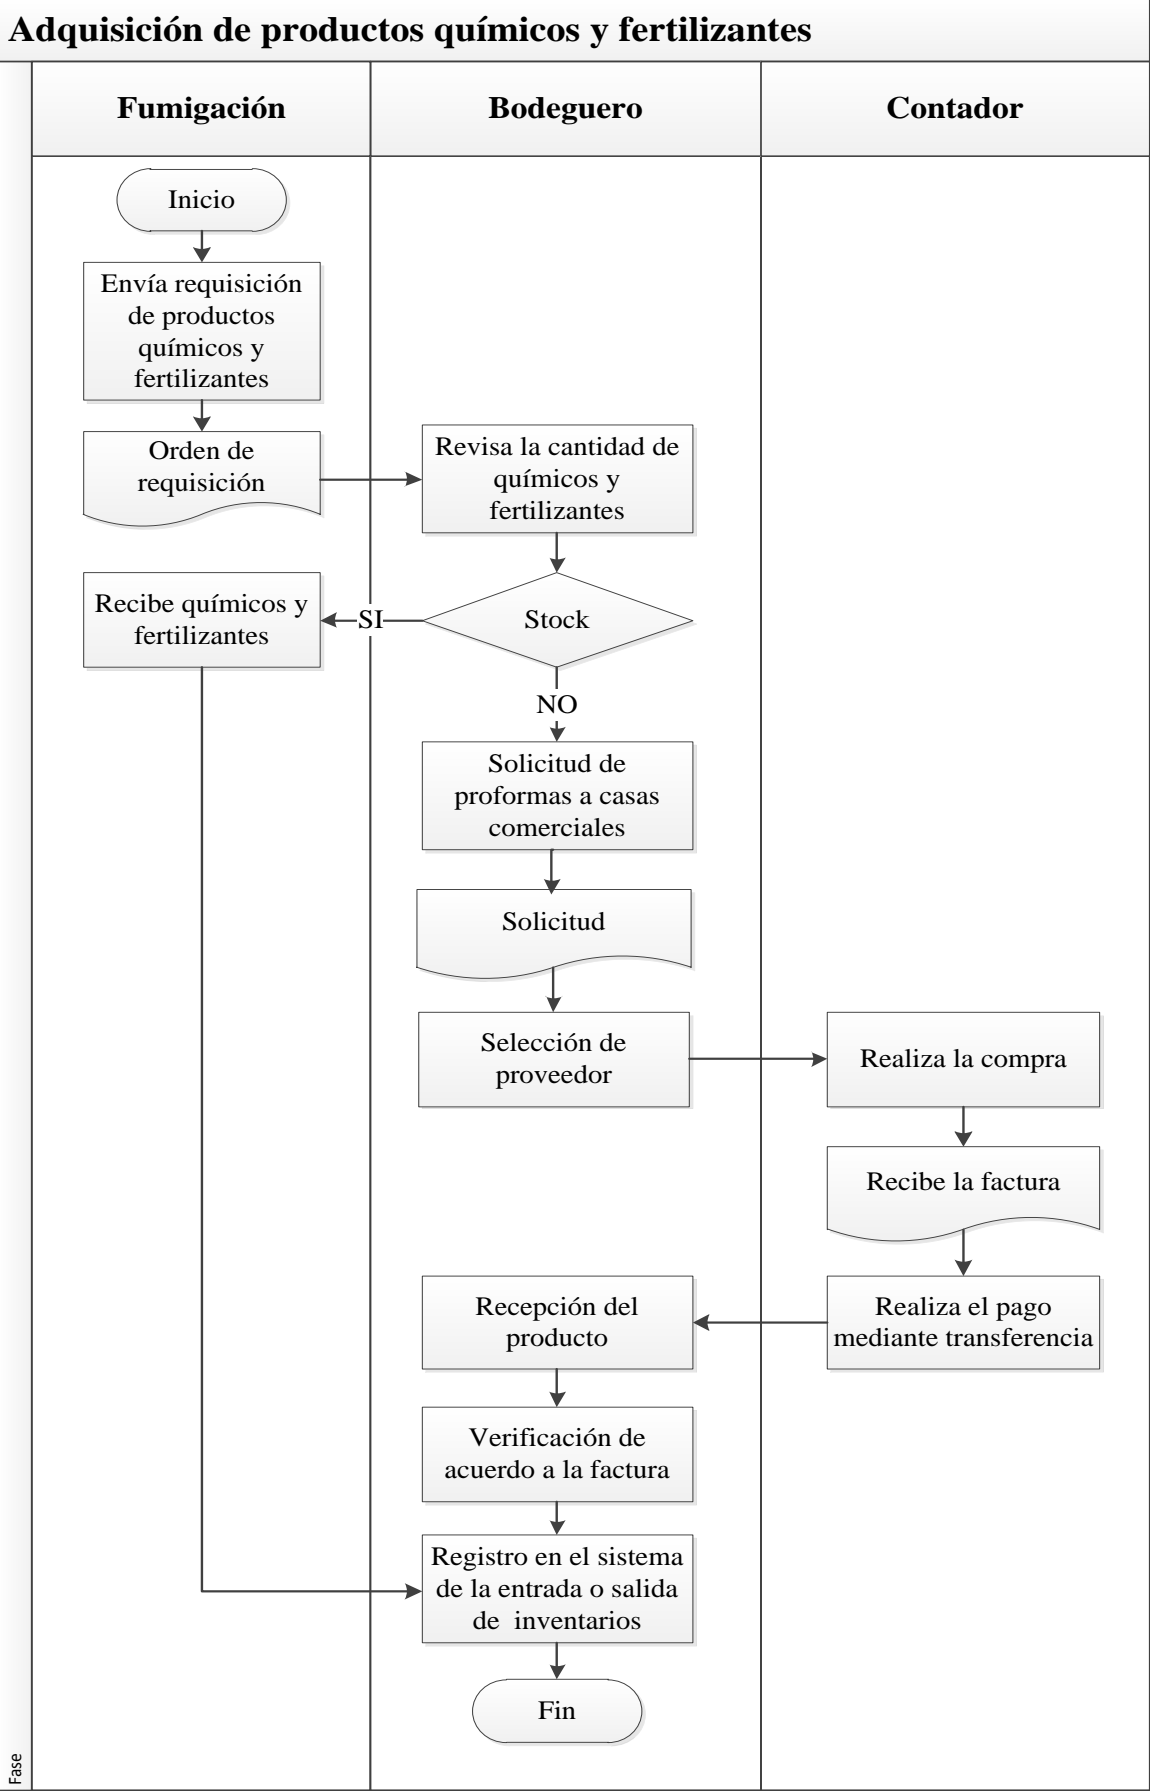 Adquisición de productos químicos y fertilizantes
Fumigación
Bodeguero
Contador
Inicio
Envía requisición
de productos
químicos y
fertilizantes
Orden de
requisición
Revisa la cantidad de
químicos y
fertilizantes
Recibe químicos y
fertilizantes
SI
Stock
NO
Solicitud de
proformas a casas
comerciales
Solicitud
Selección de
proveedor
Realiza la compra
Recibe la factura
Realiza el pago
mediante transferencia
Recepción del
producto
Verificación de
acuerdo a la factura
Registro en el sistema
de la entrada o salida
de inventarios
Fin
Fase